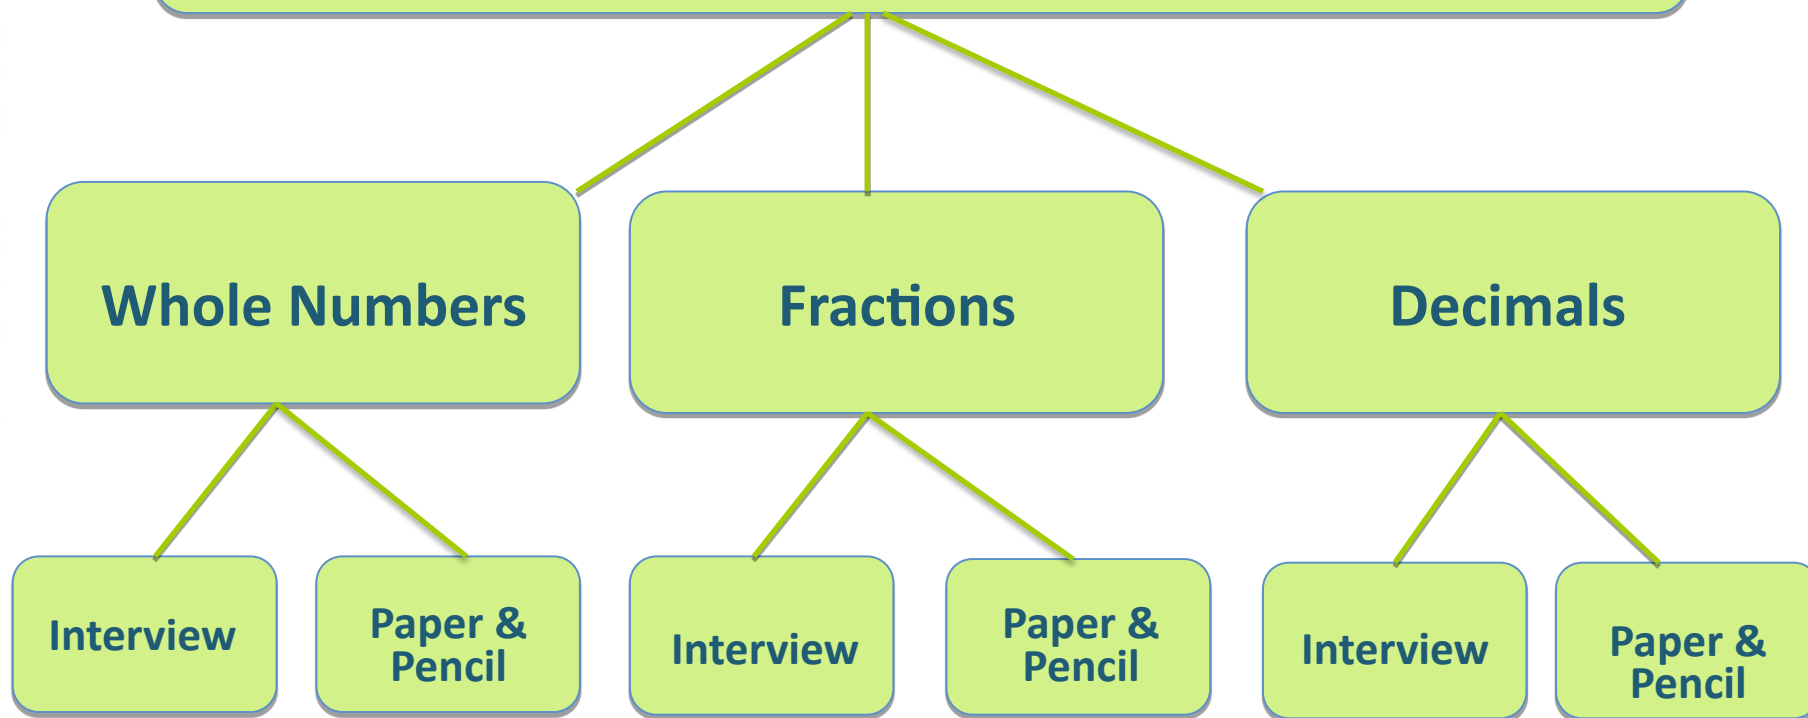 Whole Numbers
Fractions
Decimals
Interview
Paper &
Pencil
Interview
Paper &
Pencil
Interview
Paper &
Pencil